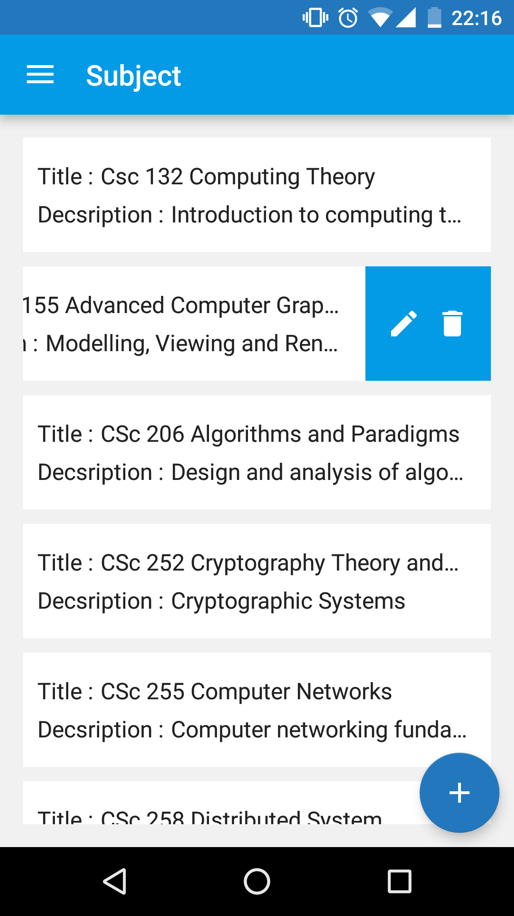 22:16
Subject
Title : Csc 132 Computing Theory
Decsription : Introduction to computing t...
155 Advanced Computer Grap...
: Modelling, Viewing and Ren...
Title : CSc 206 Algorithms and Paradigms
Decsription : Design and analysis of algo...
Title : CSc 252 Cryptography Theory and...
Decsription : Cryptographic Systems
Title : CSc 255 Computer Networks
Decsription : Computer networking funda...
Title : CSc 258 Distributed System